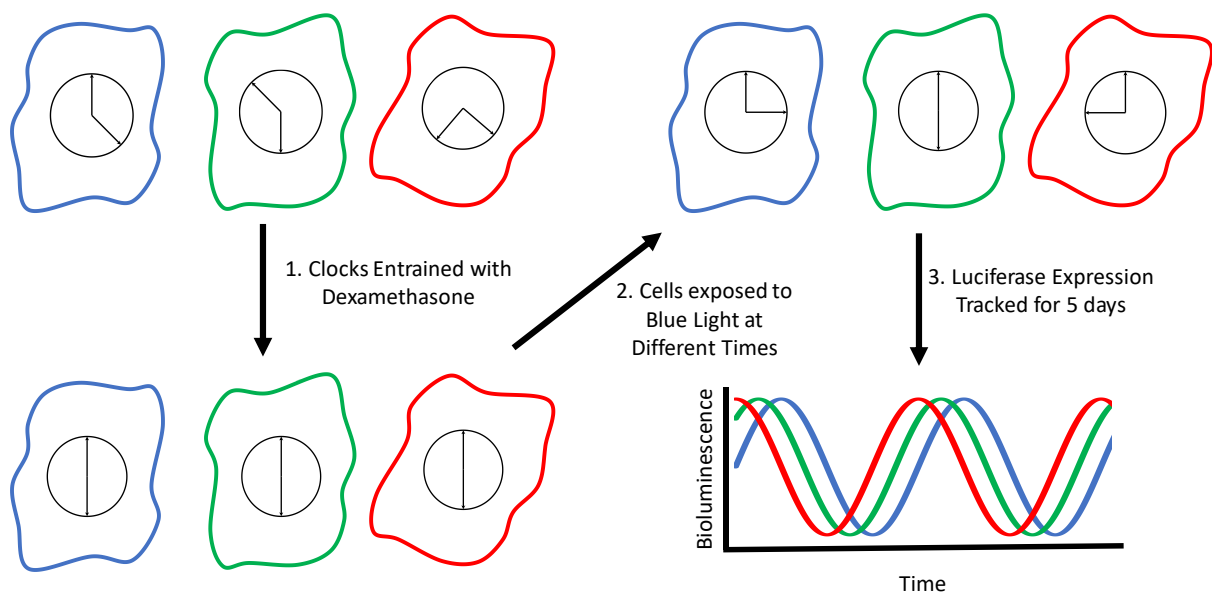 1. Clocks Entrained with
Dexamethasone
2. Cells exposed to
Blue Light at
Different Times
3. Luciferase Expression
Tracked for 5 days
Bioluminescence
Time